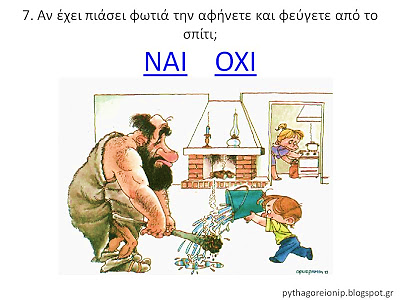 7. Αν έχει πιάσει φωτιά την αφήνετε και φεύγετε από το
σπίτι;
ΝΑΙ ΟΧΙ
pythagoreionip.blogspot.gr